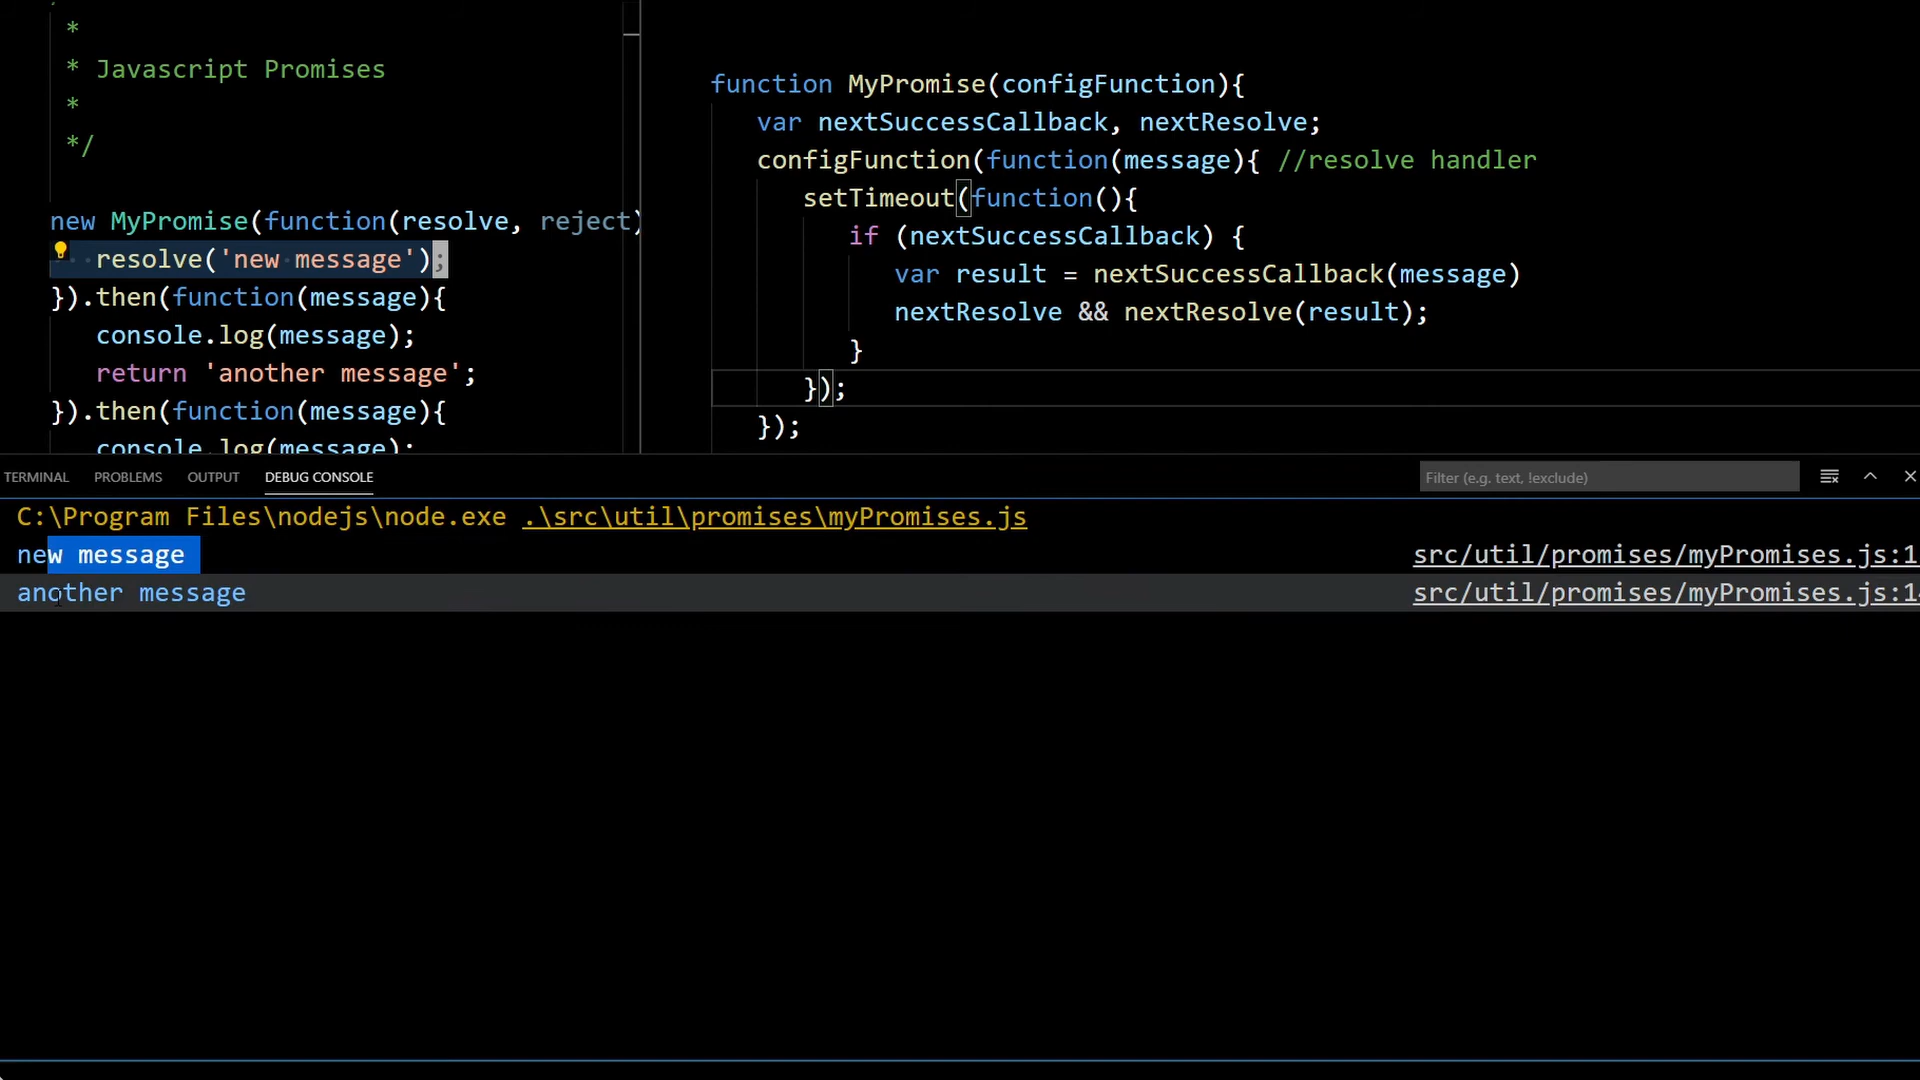 *
* Javascript Promises
*
*/
new MyPromise(function(resolve, reject)
resolve('new message');
}).then(function(message){
console.log(message);
return 'another message';
}).then(function(message){
console.log(message);
function MyPromise(configFunction){
var nextSuccessCallback, nextResolve;
configFunction(function(message){ //resolve handler
setTimeout(function(){
if (nextSuccessCallback) {
var result = nextSuccessCallback(message)
nextResolve && nextResolve(result);
}
});
});
TERMINAL PROBLEMS OUTPUT DEBUG CONSOLE Filter (e.g. text, !exclude)
C:\Program Files\nodejs\node.exe .\src\util\promises\myPromises.js
new message src/util/promises/myPromises.js:1
another message src/util/promises/myPromises.js:1